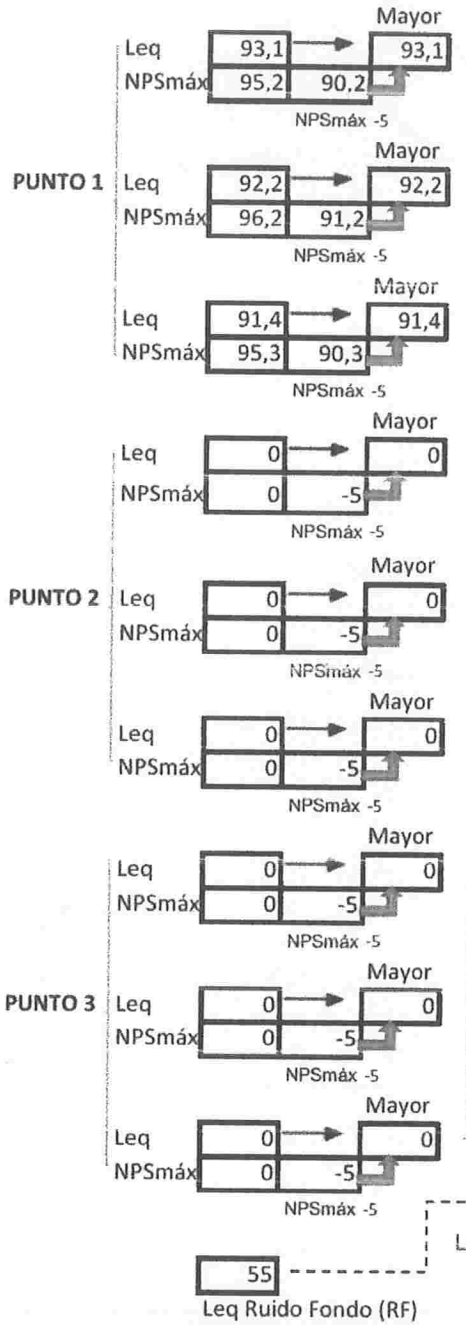 Mayor
Leq 93,1 93,1
NPSmáx 95,2 90,2
NPSmáx -5
Mayor
PUNTO 1 Leq 92,2 92,2
NPSmáx 96,2 91,2
NPSmáx -5
Mayor
Leq 91,4 91,4
NPSmáx 95,3 90,3
NPSmáx -5
Mayor
Leq 0 0
NPSmáx 0 -5
NPSmáx -5
Mayor
PUNTO 2 Leq 0 0
NPSmáx 0 -5
NPSmáx -5
Mayor
Leq 0 0
NPSmáx 0 -5
NPSmáx -5
Mayor
Leq 0 0
NPSmáx 0 -5
NPSmáx -5
Mayor
PUNTO 3 Leq 0 0
NPSmáx 0 -5
NPSmáx -5
Mayor
Leq 0 0
NPSmáx 0 -5
NPSmáx -5
L
55
Leq Ruido Fondo (RF)